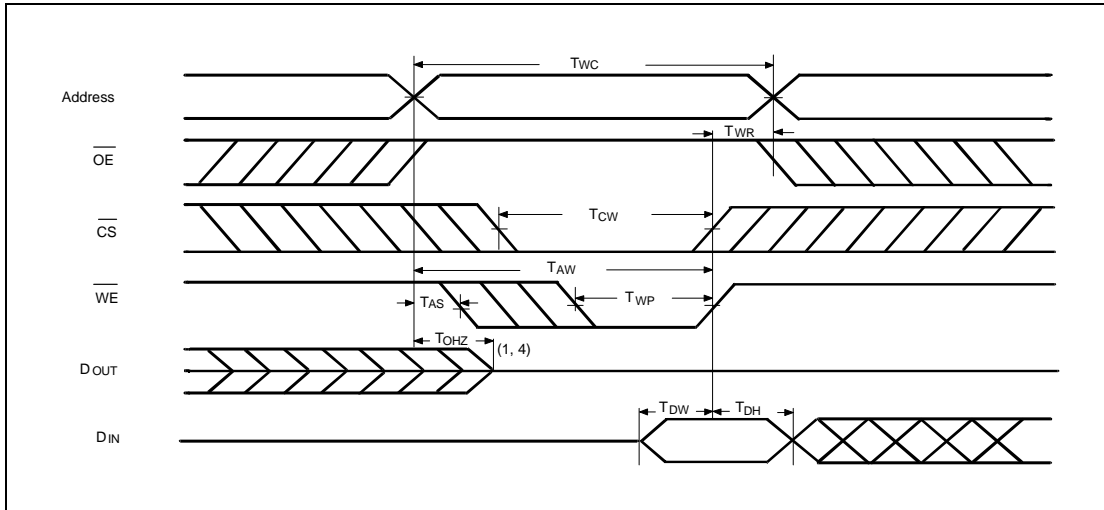 TWC
Address
TWR
OE
TCW
CS
TAW
WE
TAS
TWP
TOHZ
(1, 4)
DOUT
TDW
TDH
DIN